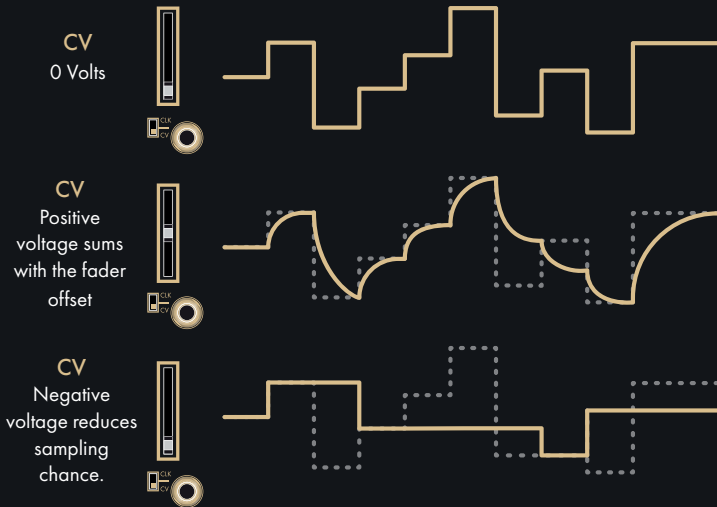 CV
0 Volts
CLK
CV
CV
Positive
voltage sums
with the fader
offset
CLK
CV
CV
Negative
voltage reduces
sampling
chance.
CLK
CV